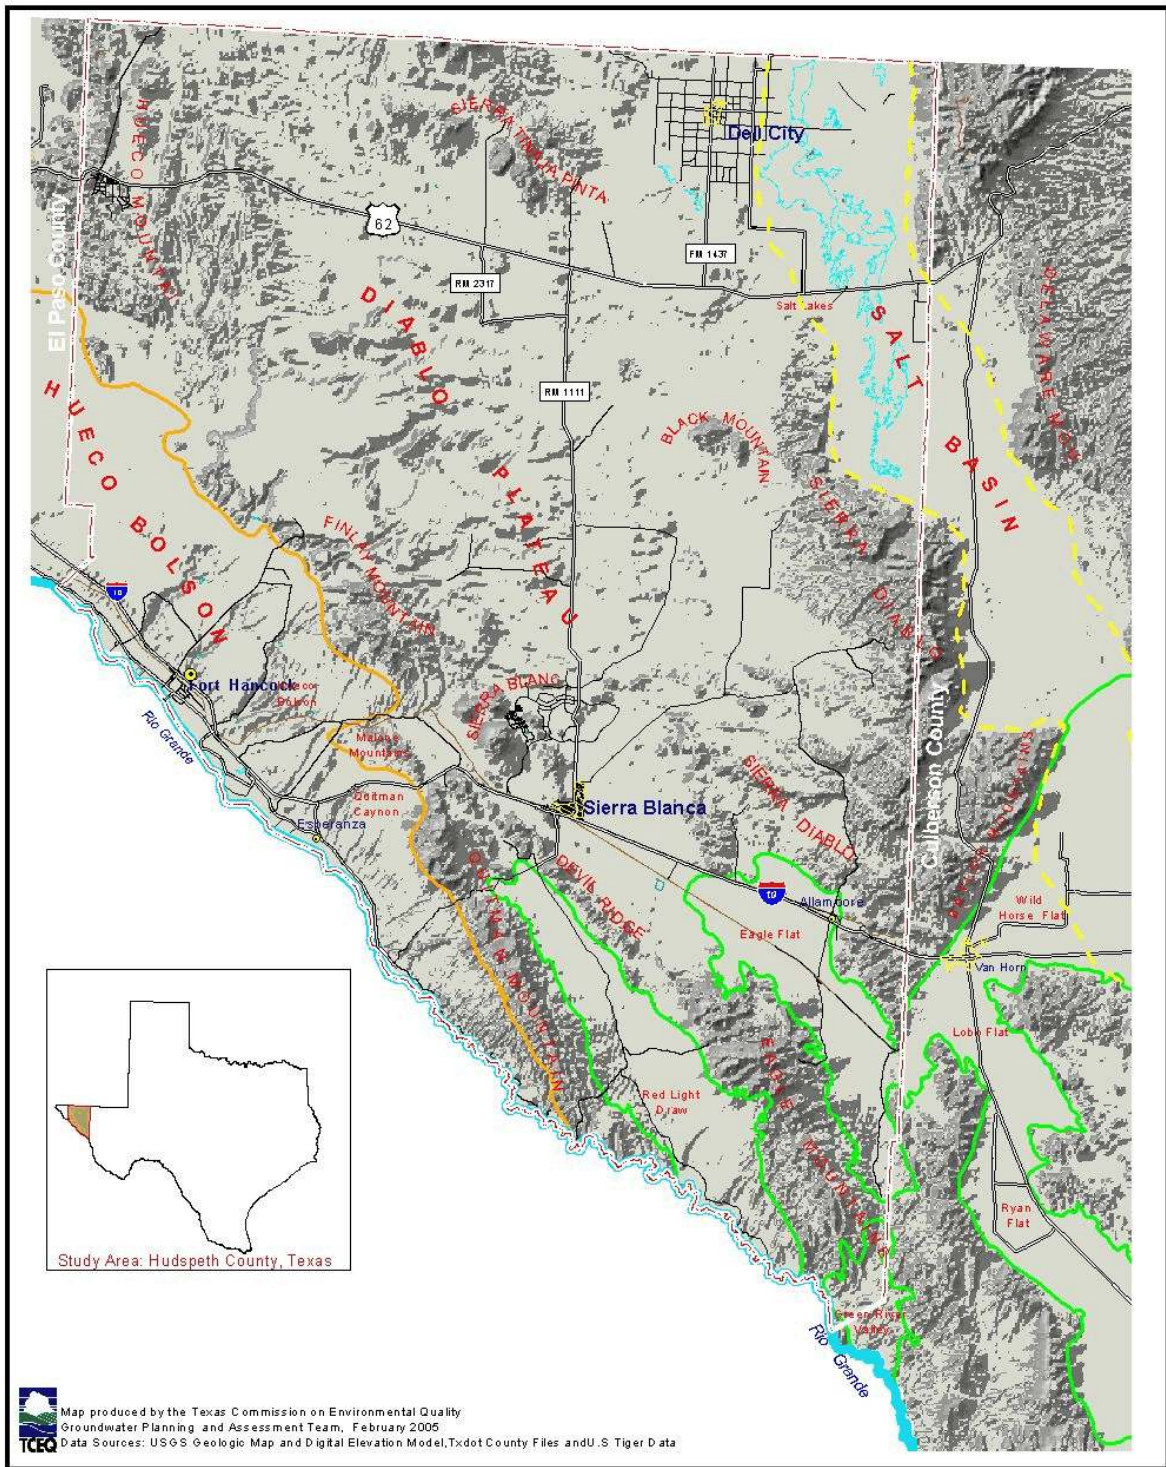 HUECO MOUNTAI
SIERRA TINAJA PINTA
Dell City
El Paso County
62
FM 1437
RM 2317
Salt Lakes
DIABLO PLATEAU
SALT BASIN
DELAWARE MOU
RM 1111
HUECO BOLSON
BLACK MOUNTAIN
SIERRA DIABLO
FINLAY MOUNTAIN
10
Fort Hancock
Bolson
Rio Grande
SIERRA BLANC
Malone
Mountains
Culberson County
Quitman
Caynon
Esperanza
Sierra Blanca
SIERRA DIABLO
MOUNTAINS
QUITMAN MOUNTAIN
DEVIL RIDGE
10
Allamoore
Eagle Flat
Wild
Horse Flat
Van Horn
Lobo Flat
EAGLE MOUNTAINS
Red Light
Draw
Ryan
Flat
Green River
Valley
Rio Grande
Study Area: Hudspeth County, Texas
TCEQ
Map produced by the Texas Commission on Environmental Quality
Groundwater Planning and Assessment Team, February 2005
Data Sources: USGS Geologic Map and Digital Elevation Model,Txdot County Files andU.S Tiger Data